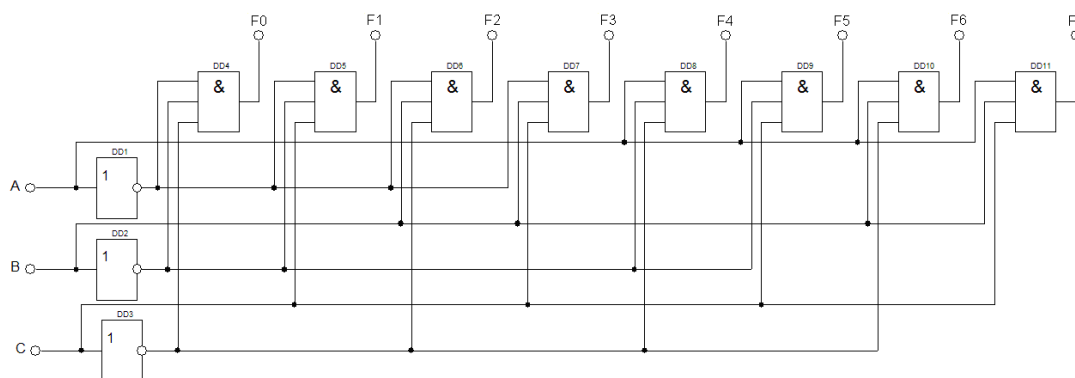 F0 F1 F2 F3 F4 F5 F6 F
DD4 DD5 DD6 DD7 DD8 DD9 DD10 DD11
& & & & & & & &
DD1
A 1
DD2
B 1
DD3
C 1